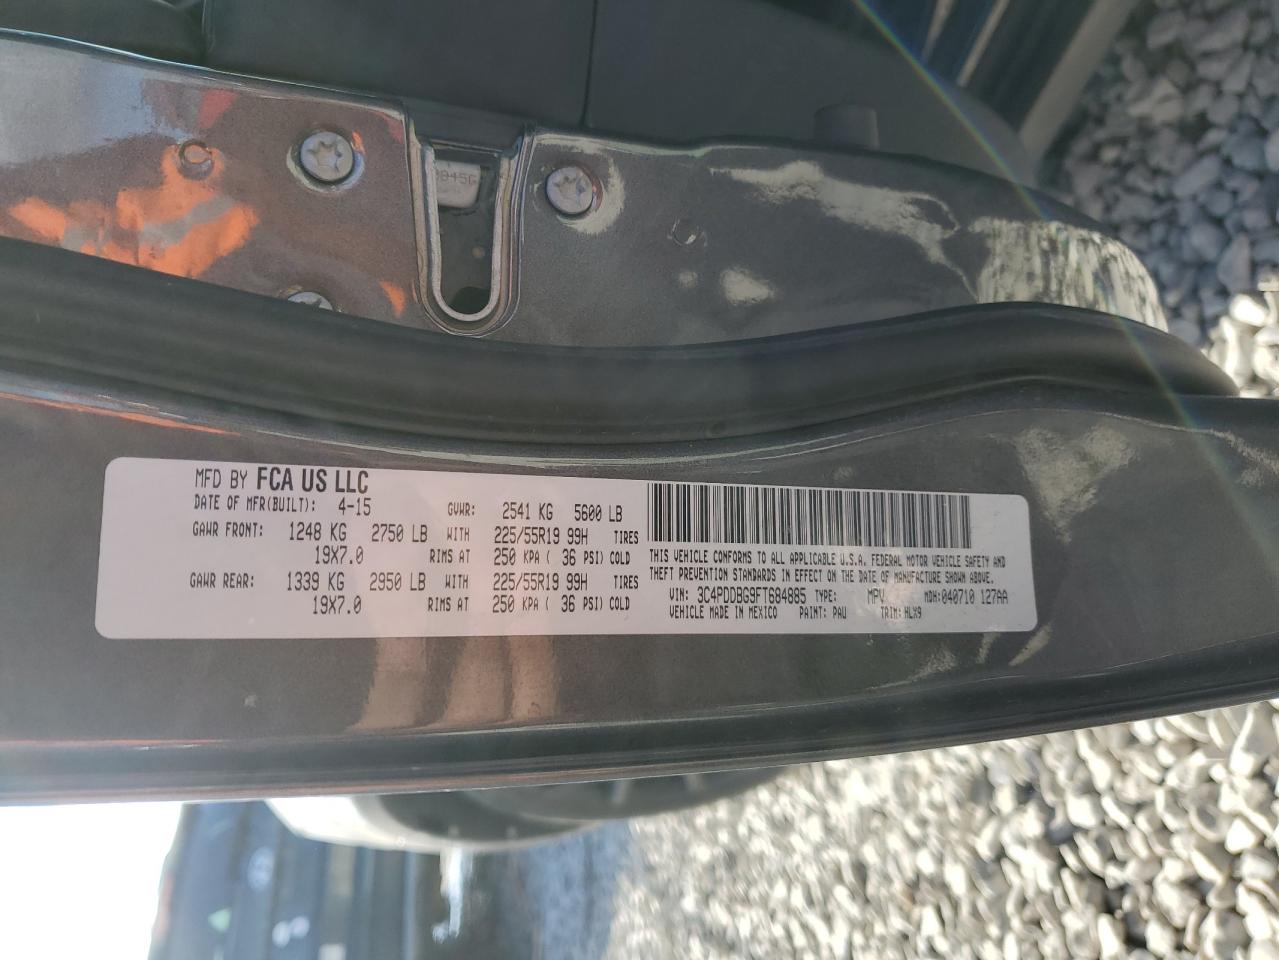 MFD BY FCA US LLC
DATE OF MFR(BUILT): 4-15 GVWR: 2541 KG 5600 LB
GAWR FRONT: 1248 KG 2750 LB WITH 225/55R19 99H TIRES
19X7.0 RIMS AT 250 KPA ( 36 PSI) COLD
GAWR REAR: 1339 KG 2950 LB WITH 225/55R19 99H TIRES
19X7.0 RIMS AT 250 KPA ( 36 PSI) COLD
THIS VEHICLE CONFORMS TO ALL APPLICABLE U.S.A. FEDERAL MOTOR VEHICLE SAFETY AND
THEFT PREVENTION STANDARDS IN EFFECT ON THE DATE OF MANUFACTURE SHOWN ABOVE.
VIN: 3C4PDDBG9FT684885 TYPE: MPV MDH:040710 127AA
VEHICLE MADE IN MEXICO PAINT: PAU TRIM: HLX9